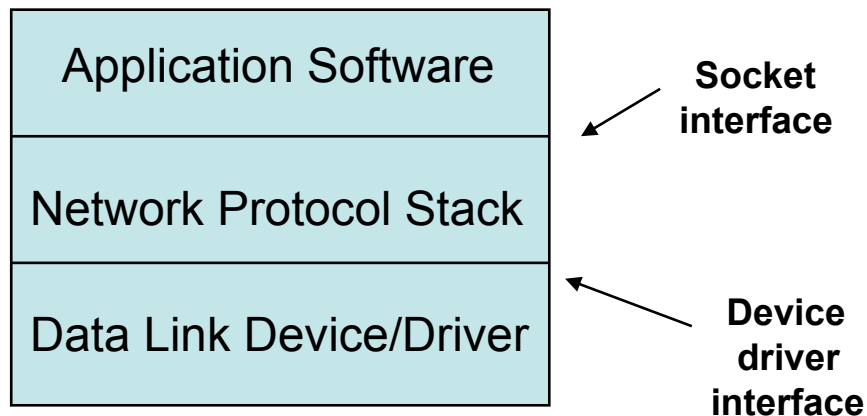 Application Software
Socket
interface
Network Protocol Stack
Data Link Device/Driver
Device
driver
interface